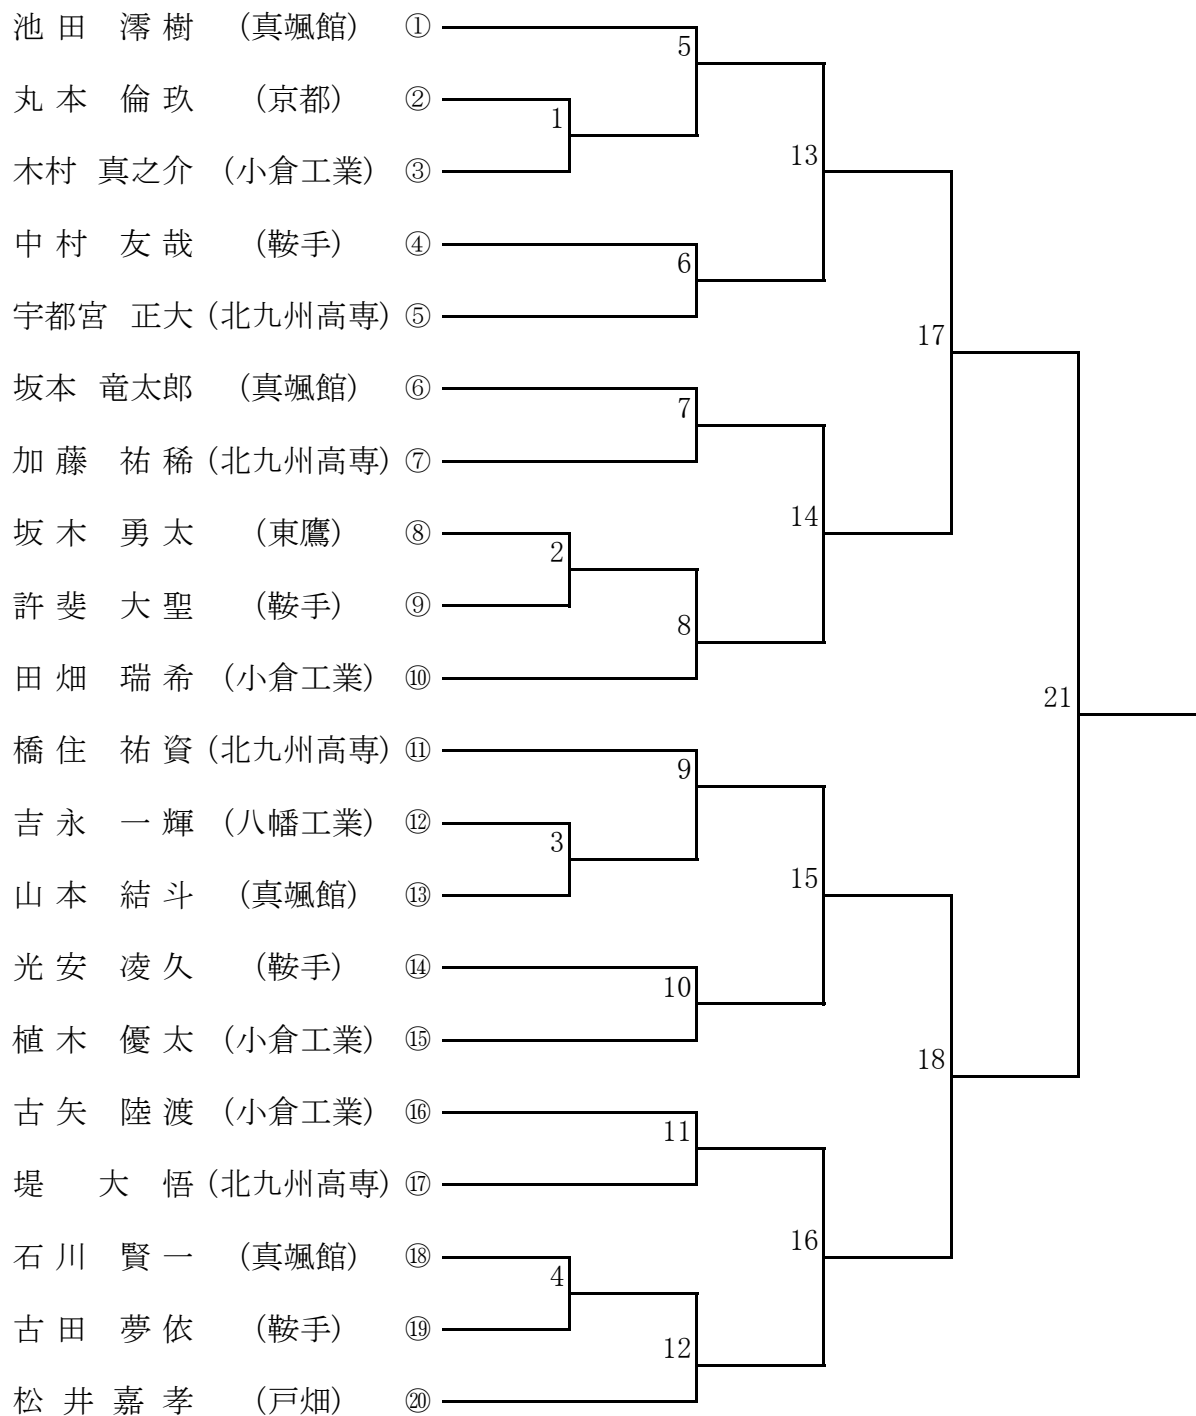 池田 澪樹 (真颯館) ①
5
丸本 倫玖 (京都) ②
1
木村 真之介 (小倉工業) ③
13
中村 友哉 (鞍手) ④
6
宇都宮 正大 (北九州高専) ⑤
17
坂本 竜太郎 (真颯館) ⑥
7
加藤 祐稀 (北九州高専) ⑦
14
坂木 勇太 (東鷹) ⑧
2
許斐 大聖 (鞍手) ⑨
8
田畑 瑞希 (小倉工業) ⑩
21
橋住 祐資 (北九州高専) ⑪
9
吉永 一輝 (八幡工業) ⑫
3
15
山本 結斗 (真颯館) ⑬
光安 凌久 (鞍手) ⑭
10
植木 優太 (小倉工業) ⑮
18
古矢 陸渡 (小倉工業) ⑯
11
堤 大悟 (北九州高専) ⑰
16
石川 賢一 (真颯館) ⑱
4
古田 夢依 (鞍手) ⑲
12
松井嘉孝 (戸畑) ⑳